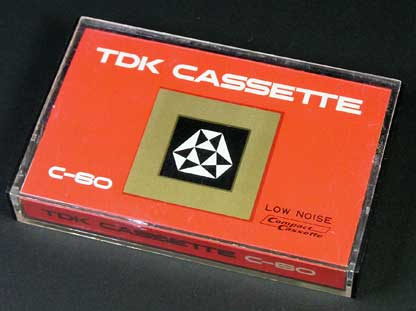 TDK CASSETTE
C-60
LOW NOISE
Compact
Cassette
TDK CASSETTE C-60